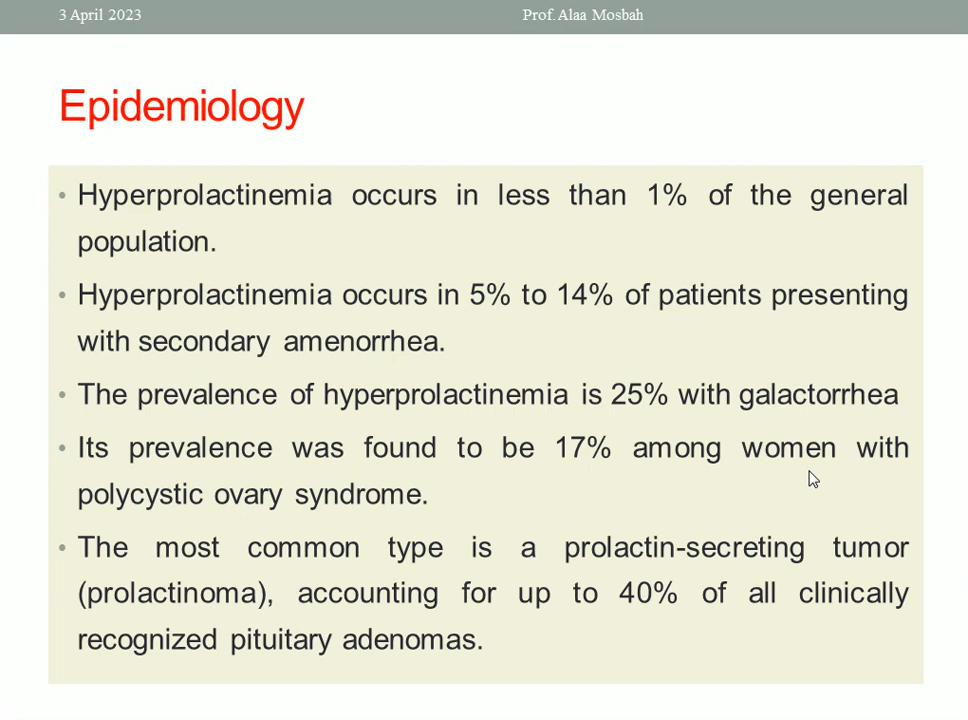 3 April 2023 Prof. Alaa Mosbah
Epidemiology
• Hyperprolactinemia occurs in less than 1% of the general
population.
• Hyperprolactinemia occurs in 5% to 14% of patients presenting
with secondary amenorrhea.
• The prevalence of hyperprolactinemia is 25% with galactorrhea
• Its prevalence was found to be 17% among women with
polycystic ovary syndrome.
• The most common type is a prolactin-secreting tumor
(prolactinoma), accounting for up to 40% of all clinically
recognized pituitary adenomas.